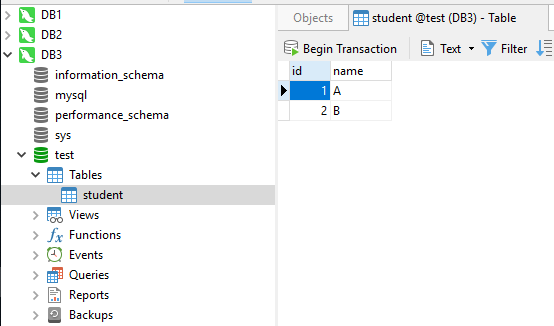 DB1
DB2
DB3
information_schema
mysql
performance_schema
sys
test
Tables
student
Views
Functions
Events
Queries
Reports
Backups
Objects
student @test (DB3) - Table
Begin Transaction Text Filter
id name
1 A
2 B